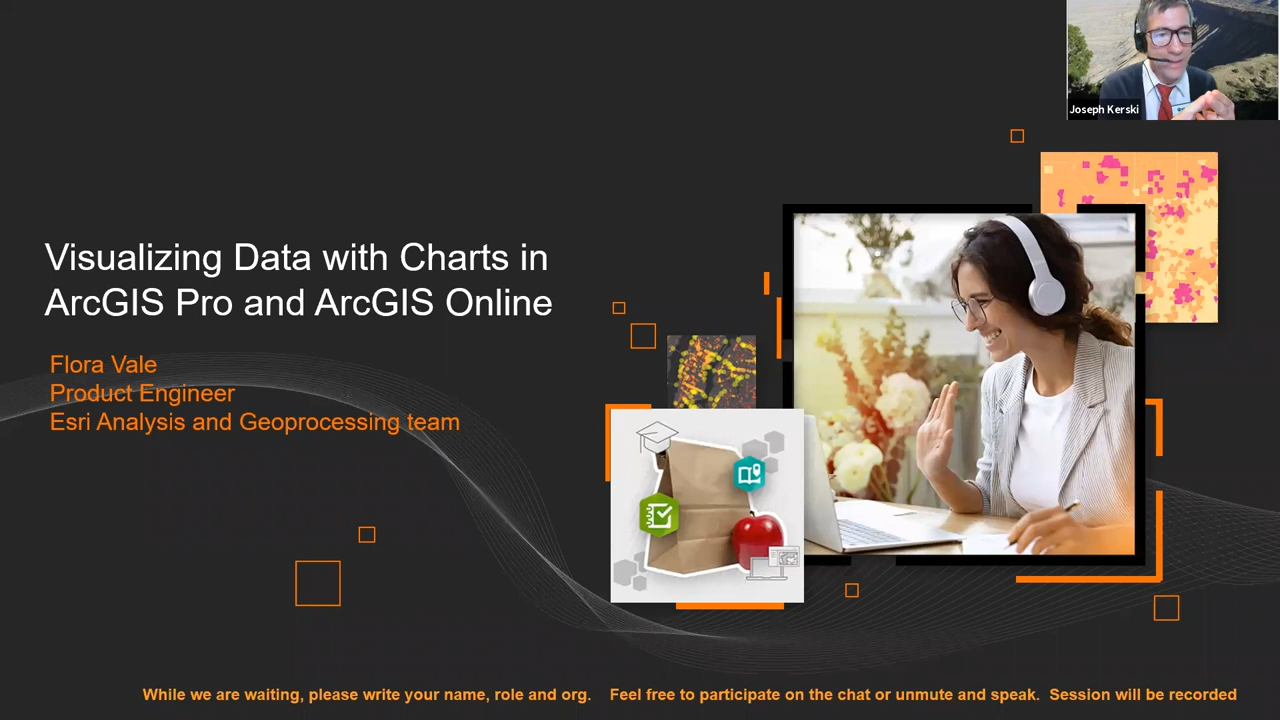 Joseph Kerski
Visualizing Data with Charts in
ArcGIS Pro and ArcGIS Online
Flora Vale
Product Engineer
Esri Analysis and Geoprocessing team
While we are waiting, please write your name, role and org. Feel free to participate on the chat or unmute and speak. Session will be recorded